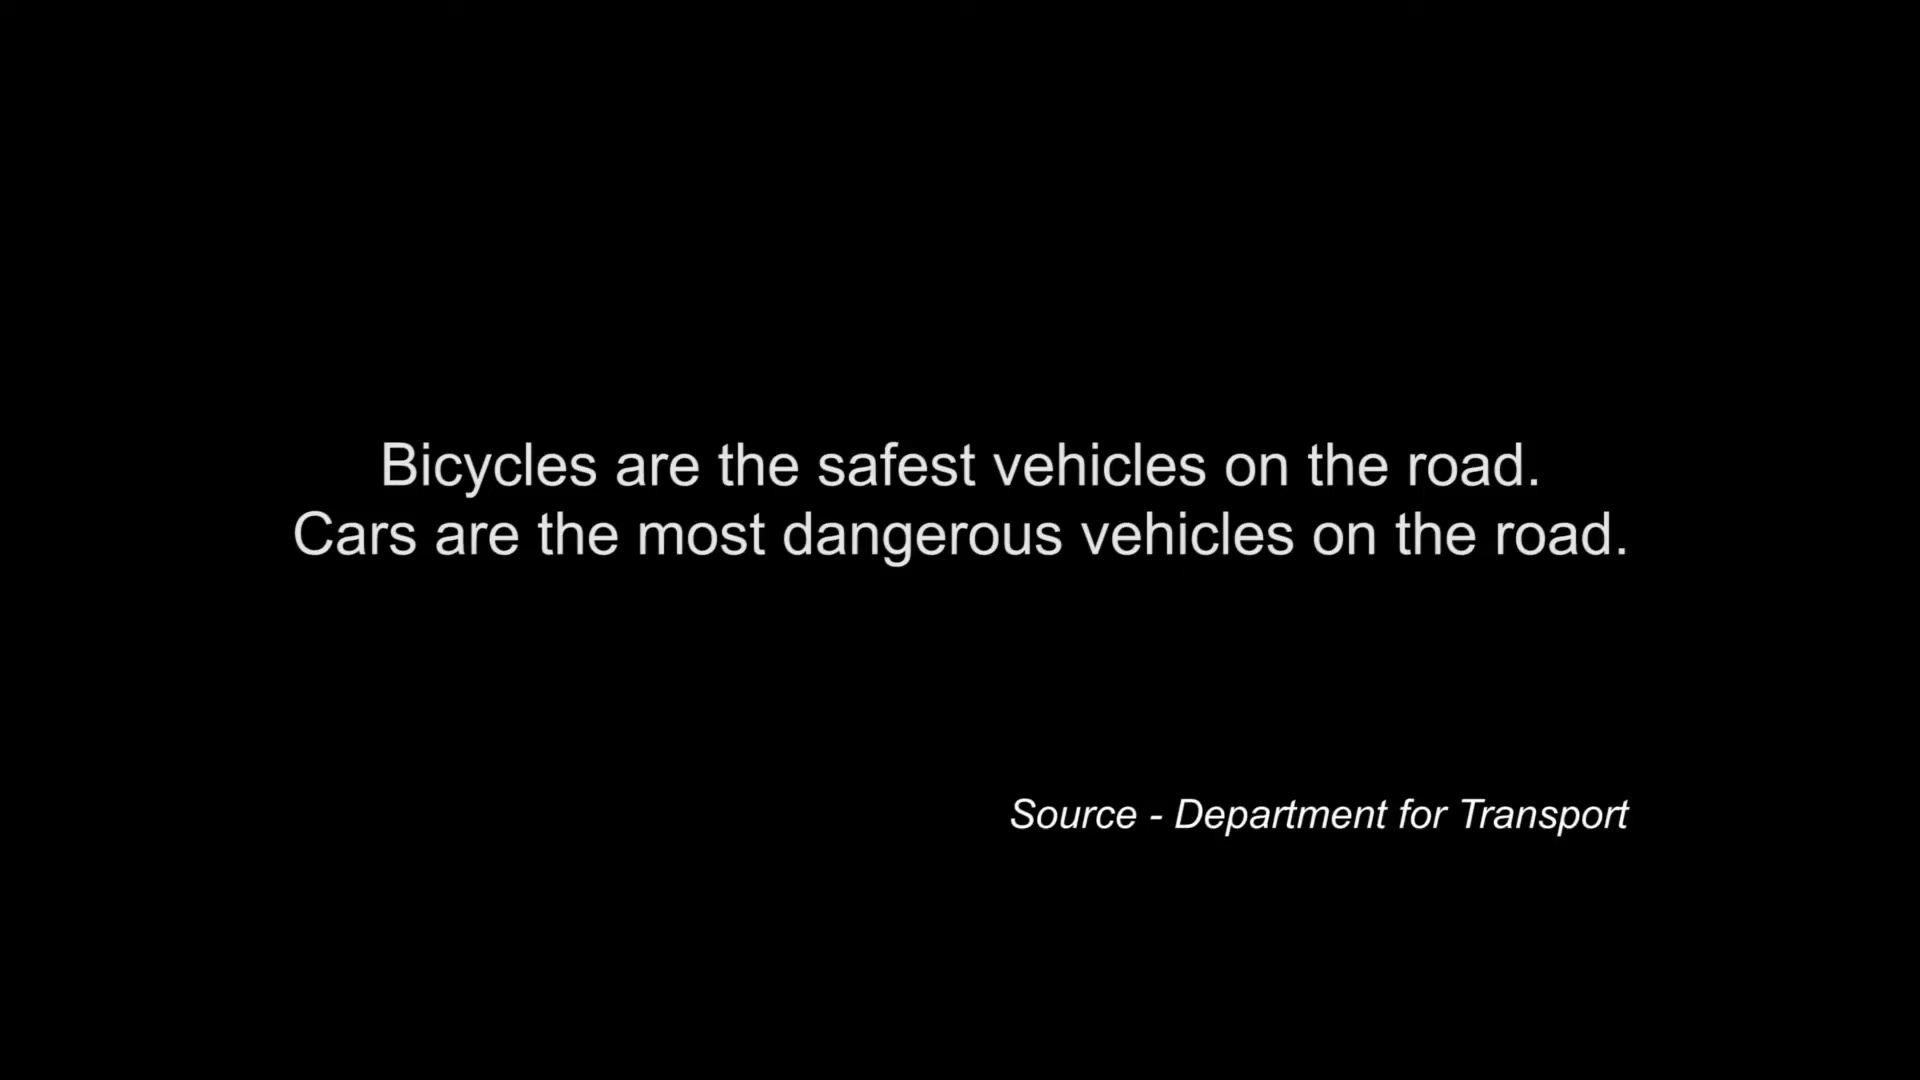 Bicycles are the safest vehicles on the road.
Cars are the most dangerous vehicles on the road.
Source - Department for Transport